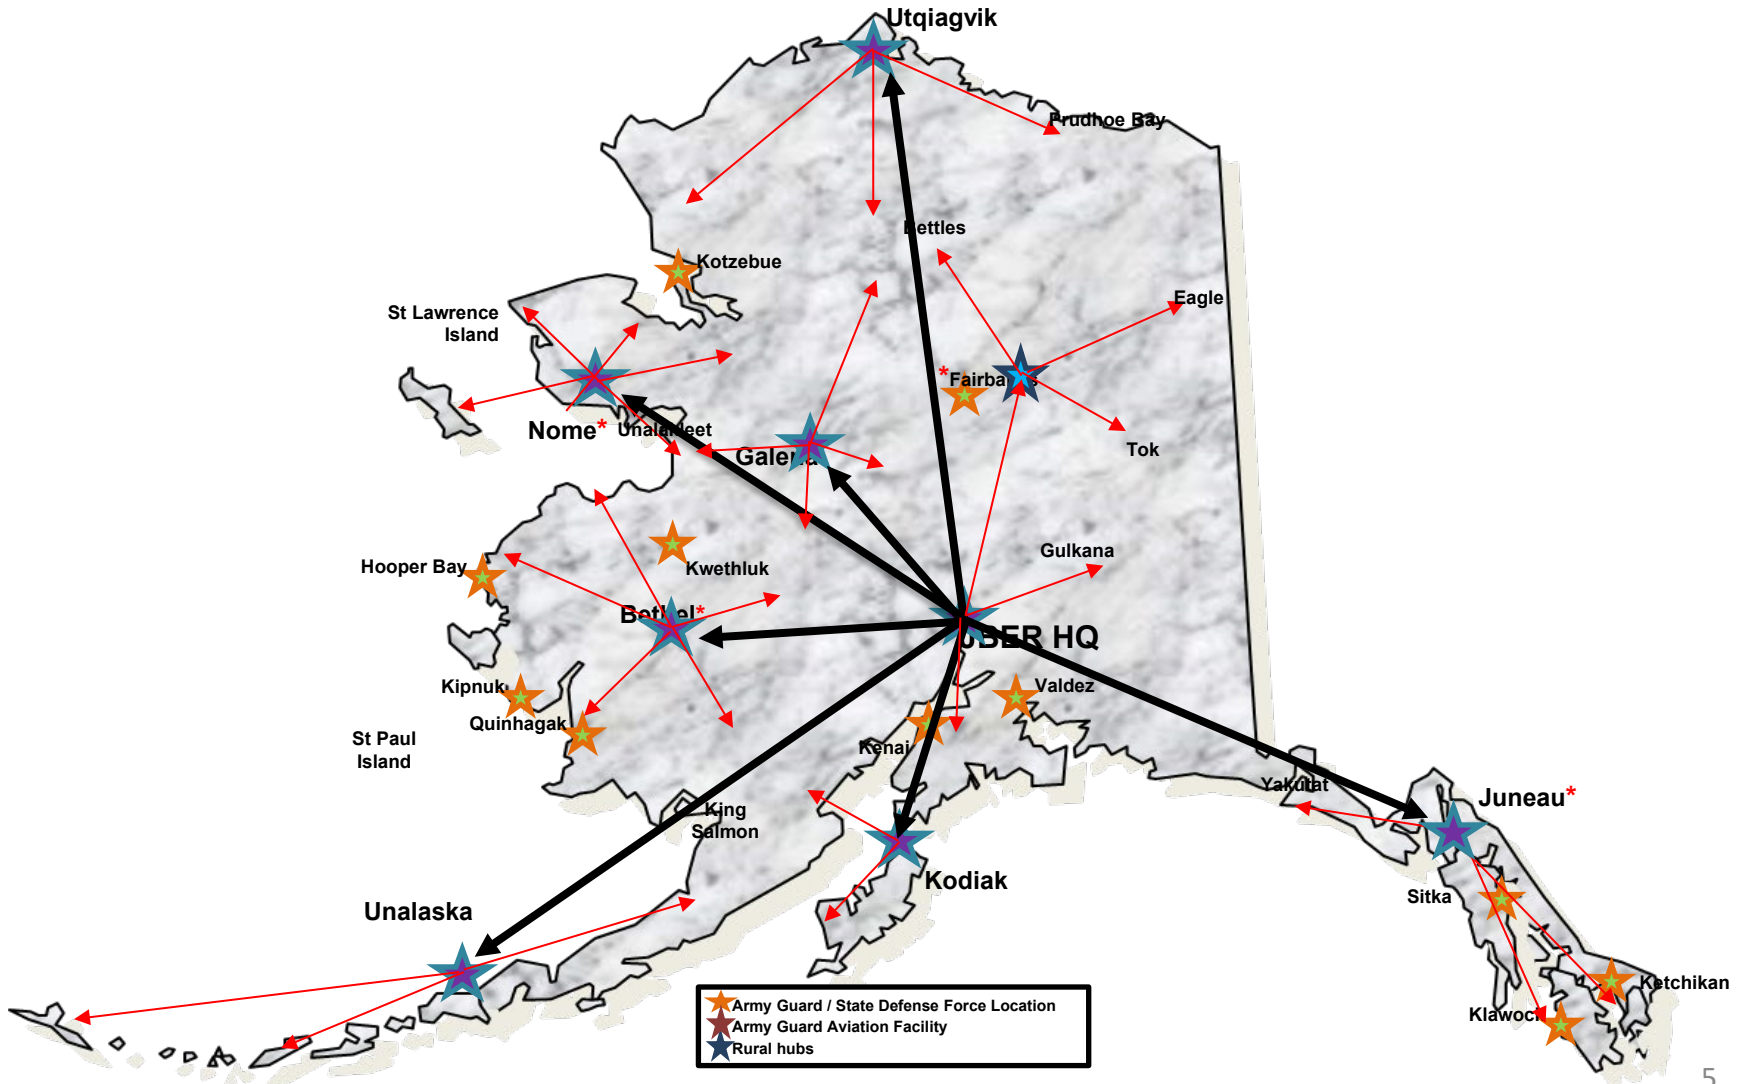 Utqiagvik
Prudhoe Bay
Bettles
Kotzebue
Eagle
St Lawrence
Island
*
Fairbanks
Nome*
Unalakleet
Galena
Tok
Gulkana
Hooper Bay
Kwethluk
Bethel*
JBER HQ
Kipnuk
Valdez
Quinhagak
St Paul
Island
Kenai
Yakutat
Juneau*
King
Salmon
Kodiak
Sitka
Unalaska
Ketchikan
Klawock
Army Guard / State Defense Force Location
Army Guard Aviation Facility
Rural hubs
5